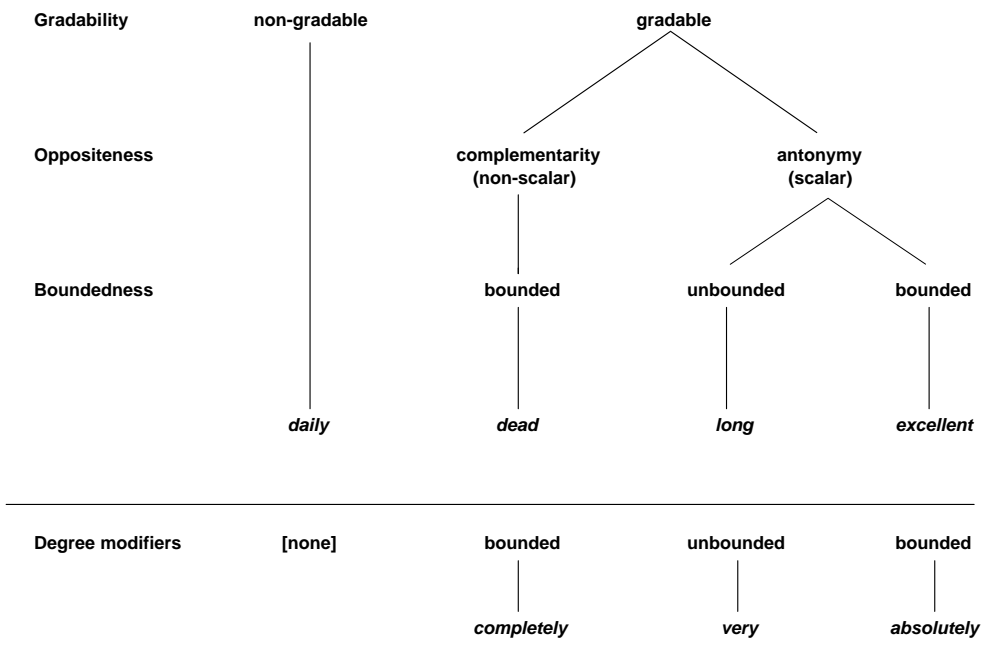 Gradability non-gradable gradable
Oppositeness complementarity antonymy
(non-scalar) (scalar)
Boundedness bounded unbounded bounded
daily dead long excellent
Degree modifiers [none] bounded unbounded bounded
completely very absolutely